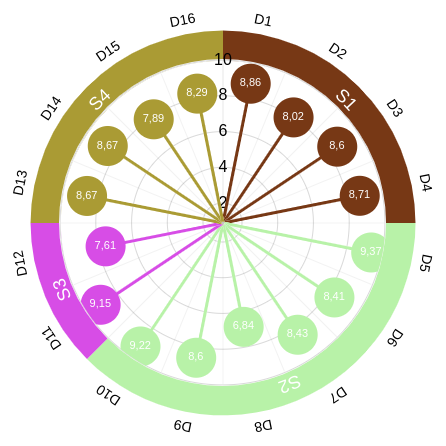 D1
D2
D3
D4
D5
D6
D7
D8
D9
D10
D11
D12
D13
D14
D15
D16
S1
S2
S3
S4
10
8
6
4
2
8,86
8,02
8,6
8,71
9,37
8,41
8,43
6,84
8,6
9,22
9,15
7,61
8,67
8,67
7,89
8,29